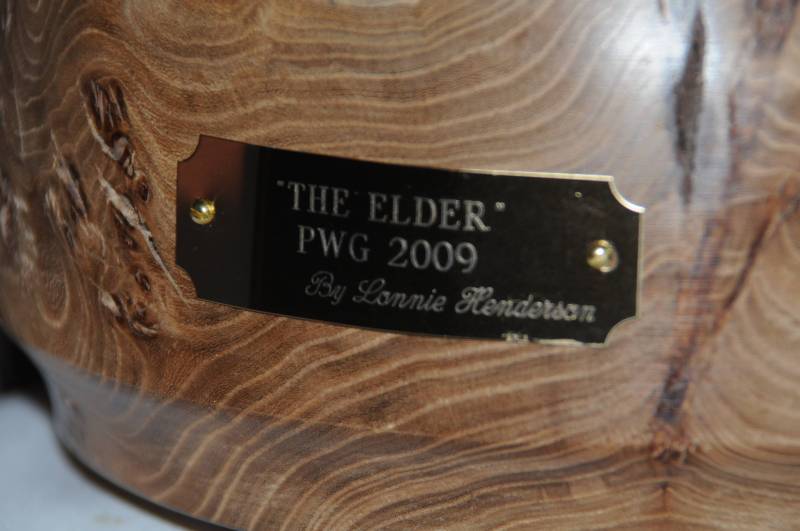 "THE ELDER"
PWG 2009
By Lonnie Henderson